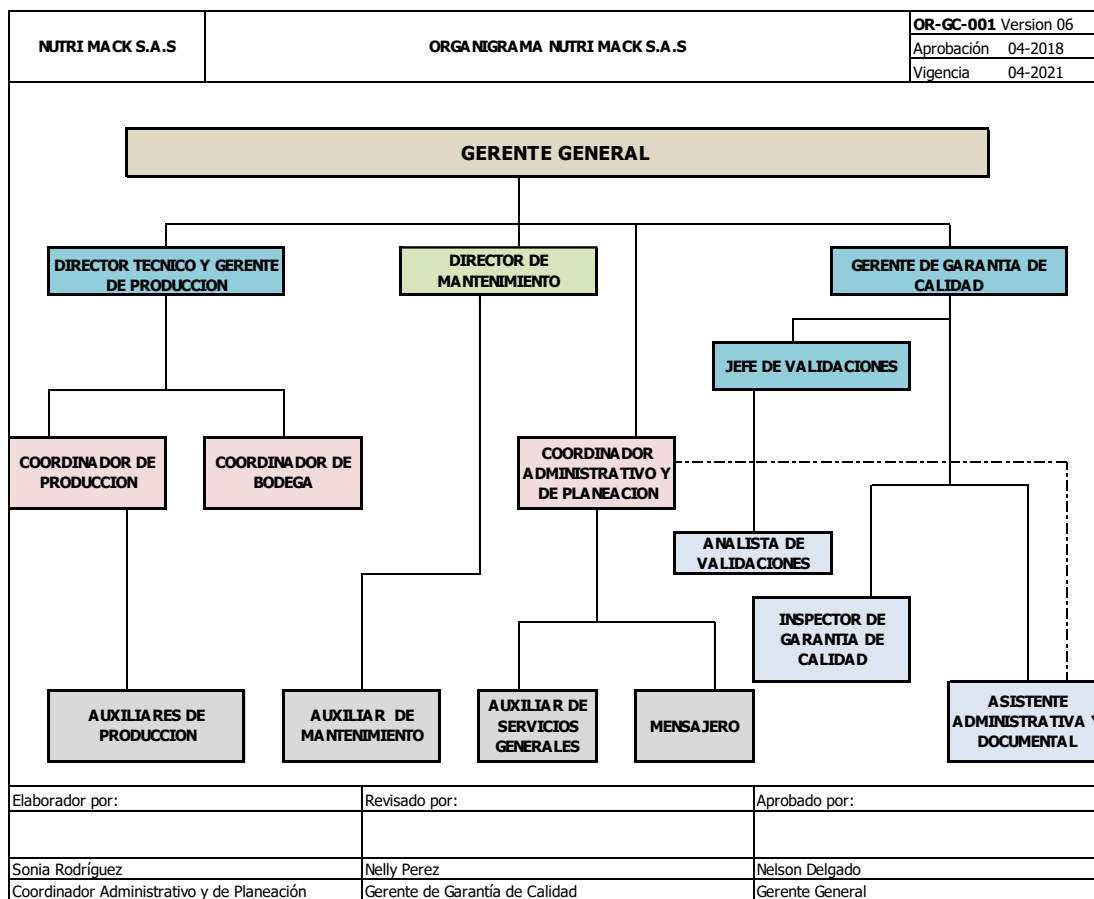 NUTRI MACK S.A.S
ORGANIGRAMA NUTRI MACK S.A.S
OR-GC-001 Version 06
Aprobación 04-2018
Vigencia 04-2021
GERENTE GENERAL
DIRECTOR TECNICO Y GERENTE
DE PRODUCCION
DIRECTOR DE
MANTENIMIENTO
GERENTE DE GARANTIA DE
CALIDAD
JEFE DE VALIDACIONES
COORDINADOR DE
PRODUCCION
COORDINADOR DE
BODEGA
COORDINADOR
ADMINISTRATIVO Y
DE PLANEACION
ANALISTA DE
VALIDACIONES
INSPECTOR DE
GARANTIA DE
CALIDAD
AUXILIARES DE
PRODUCCION
AUXILIAR DE
MANTENIMIENTO
AUXILIAR DE
SERVICIOS
GENERALES
MENSAJERO
ASISTENTE
ADMINISTRATIVA Y
DOCUMENTAL
Elaborador por:
Revisado por:
Aprobado por:
Sonia Rodríguez
Nelly Perez
Nelson Delgado
Coordinador Administrativo y de Planeación
Gerente de Garantía de Calidad
Gerente General